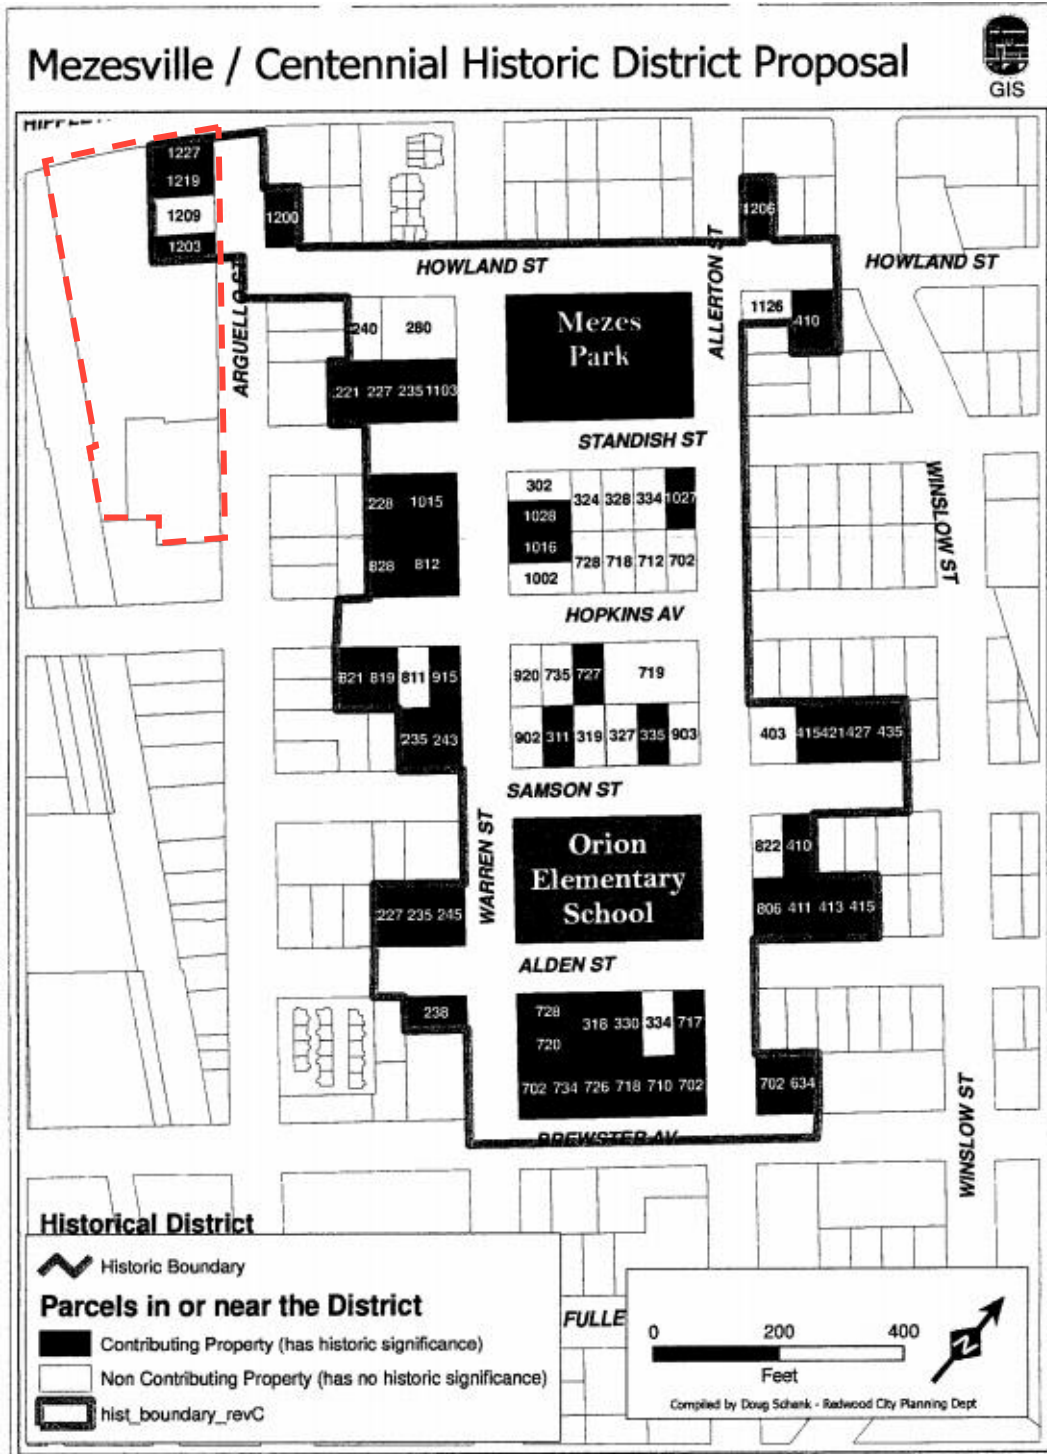 Mezesville / Centennial Historic District Proposal
GIS
1227
1219
1209
1203
1200
1206
HOWLAND ST
HOWLAND ST
ARGUELLO ST
ALLERTON ST
240 280
Mezes
Park
1126
410
221 227 235 1103
STANDISH ST
WINSLOW ST
228 1015
828 812
302
1028
1016
1002
324 328 334 1027
728 718 712 702
HOPKINS AV
821 819 811 915
235 243
920 735 727 719
902 311 319 327 335 903
403 415 421 427 435
SAMSON ST
WARREN ST
Orion
Elementary
School
822 410
806 411 413 415
227 235 245
ALDEN ST
238
728
720
318 330 334 717
702 734 726 718 710 702
702 634
BREWSTER AV
WINSLOW ST
Historical District
Historic Boundary
Parcels in or near the District
Contributing Property (has historic significance)
Non Contributing Property (has no historic significance)
hist_boundary_revC
FULLE
0 200 400
Feet
N
Compiled by Doug Schenk - Redwood City Planning Dept